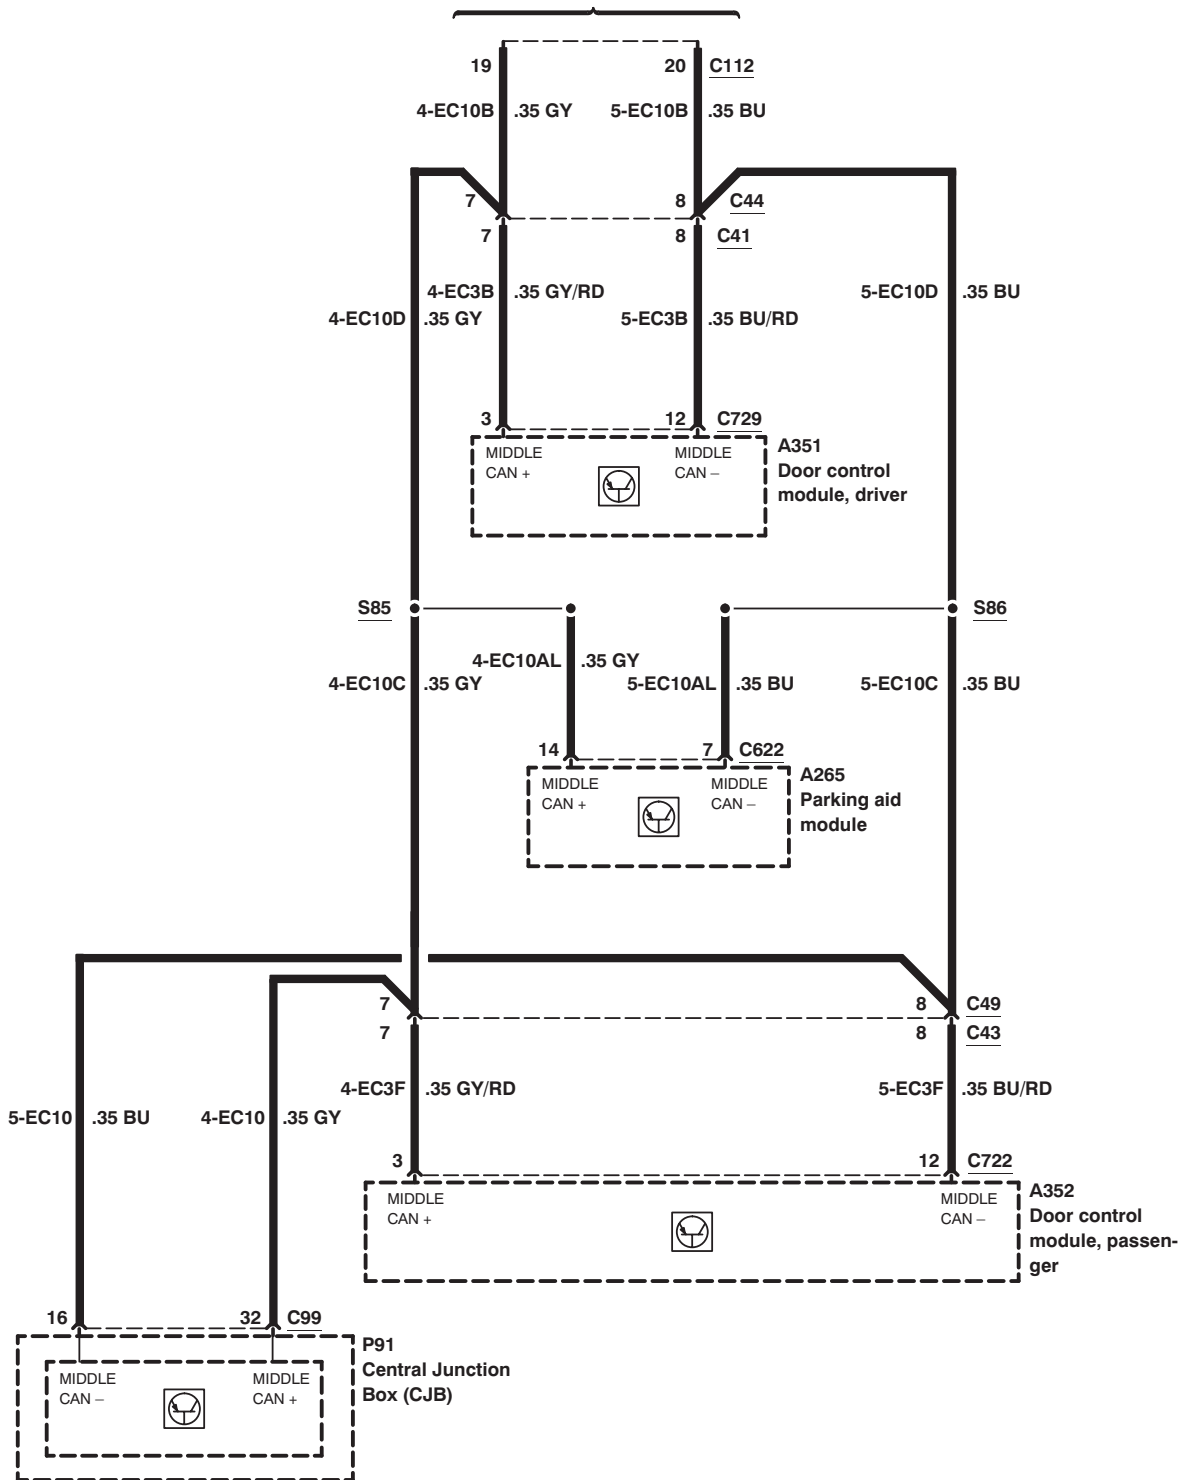 19
20
C112
4-EC10B
.35 GY
5-EC10B
.35 BU
7
8
C44
7
8
C41
4-EC3B
.35 GY/RD
5-EC10D
.35 BU
4-EC10D
.35 GY
5-EC3B
.35 BU/RD
3
12
C729
MIDDLE
CAN +
MIDDLE
CAN –
A351
Door control
module, driver
S85
S86
4-EC10AL
.35 GY
4-EC10C
.35 GY
5-EC10AL
.35 BU
5-EC10C
.35 BU
14
7
C622
MIDDLE
CAN +
MIDDLE
CAN –
A265
Parking aid
module
7
8
C49
7
8
C43
4-EC3F
.35 GY/RD
5-EC3F
.35 BU/RD
5-EC10
.35 BU
4-EC10
.35 GY
3
12
C722
MIDDLE
CAN +
MIDDLE
CAN –
A352
Door control
module, passen-
ger
16
32
C99
MIDDLE
CAN –
MIDDLE
CAN +
P91
Central Junction
Box (CJB)